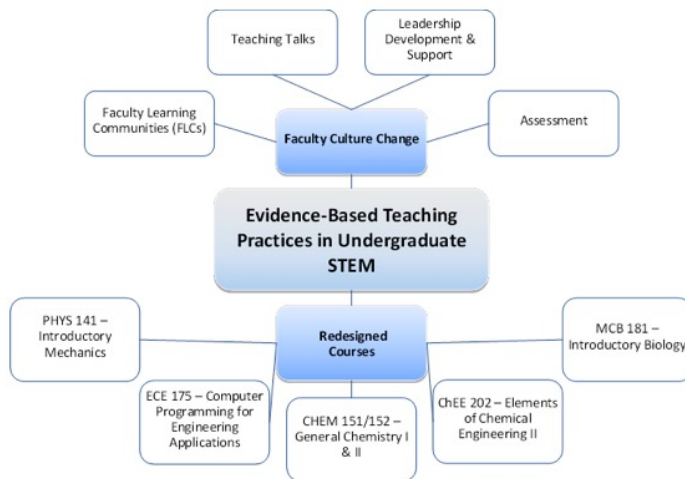 Teaching Talks
Leadership
Development &
Support
Faculty Learning
Communities (FLCs)
Faculty Culture Change
Assessment
Evidence-Based Teaching
Practices in Undergraduate
STEM
PHYS 141 –
Introductory
Mechanics
Redesigned
Courses
MCB 181 –
Introductory Biology
ECE 175 – Computer
Programming for
Engineering
Applications
CHEM 151/152 –
General Chemistry I
& II
ChEE 202 – Elements
of Chemical
Engineering II